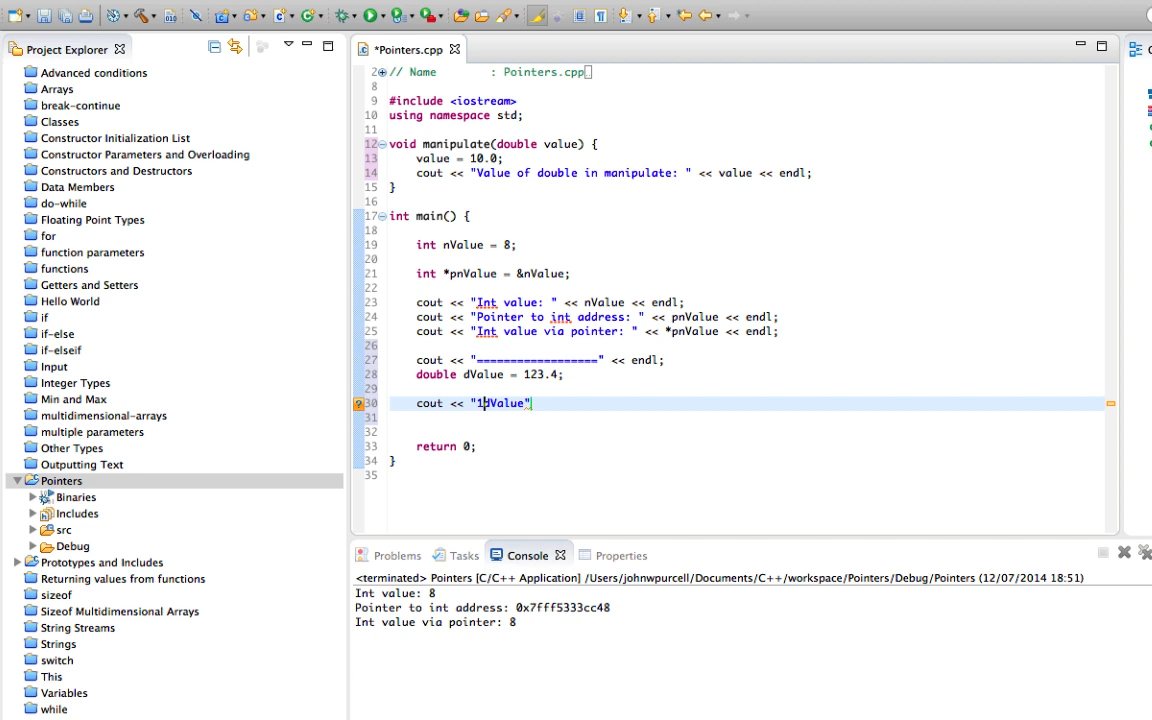 Project Explorer
Advanced conditions
Arrays
break-continue
Classes
Constructor Initialization List
Constructor Parameters and Overloading
Constructors and Destructors
Data Members
do-while
Floating Point Types
for
function parameters
functions
Getters and Setters
Hello World
if
if-else
if-elseif
Input
Integer Types
Min and Max
multidimensional-arrays
multiple parameters
Other Types
Outputting Text
Pointers
Binaries
Includes
src
Debug
Prototypes and Includes
Returning values from functions
sizeof
Sizeof Multidimensional Arrays
String Streams
Strings
switch
This
Variables
while
*Pointers.cpp
2 // Name : Pointers.cpp
8
9 #include <iostream>
10 using namespace std;
11
12 void manipulate(double value) {
13 value = 10.0;
14 cout << "Value of double in manipulate: " << value << endl;
15 }
16
17 int main() {
18
19 int nValue = 8;
20
21 int *pnValue = &nValue;
22
23 cout << "Int value: " << nValue << endl;
24 cout << "Pointer to int address: " << pnValue << endl;
25 cout << "Int value via pointer: " << *pnValue << endl;
26
27 cout << "==================" << endl;
28 double dValue = 123.4;
29
30 cout << "1dValue"
31
32
33 return 0;
34 }
35
Problems Tasks Console Properties
<terminated> Pointers [C/C++ Application] /Users/johnwpurcell/Documents/C++/workspace/Pointers/Debug/Pointers (12/07/2014 18:51)
Int value: 8
Pointer to int address: 0x7fff5333cc48
Int value via pointer: 8